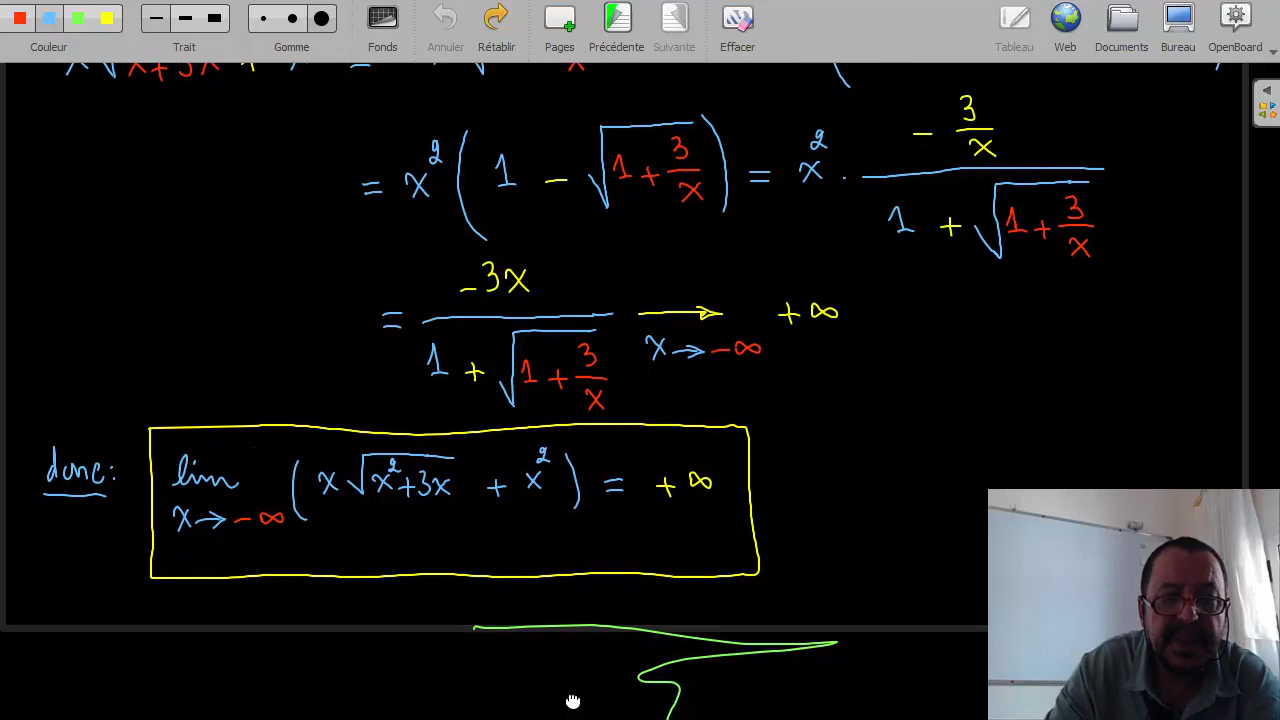 Couleur Trait Gomme Fonds Annuler Rétablir Pages Précédente Suivante Effacer Tableau Web Documents Bureau OpenBoard
= x² ( 1 - √(1 + 3/x) ) = x² · (- 3/x) / (1 + √(1 + 3/x))
= -3x / (1 + √(1 + 3/x)) → +∞
x → -∞
donc: lim ( x √(x²+3x) + x² ) = +∞
x → -∞